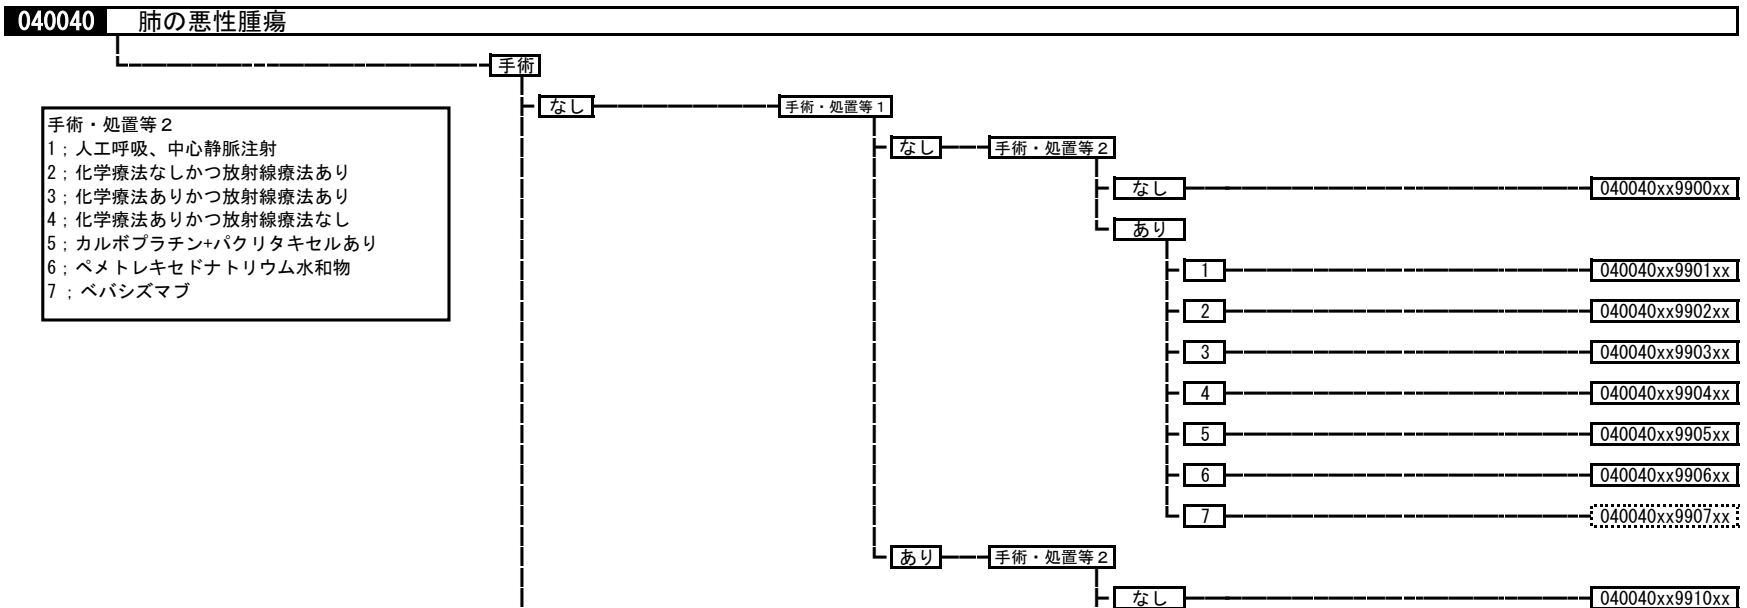 040040 肺の悪性腫瘍
手術
なし 手術・処置等1
手術・処置等２
1；人工呼吸、中心静脈注射
2；化学療法なしかつ放射線療法あり
3；化学療法ありかつ放射線療法あり
4；化学療法ありかつ放射線療法なし
5；カルボプラチン+パクリタキセルあり
6；ペメトレキセドナトリウム水和物
7 ；ベバシズマブ
なし 手術・処置等2
なし 040040xx9900xx
あり
1 040040xx9901xx
2 040040xx9902xx
3 040040xx9903xx
4 040040xx9904xx
5 040040xx9905xx
6 040040xx9906xx
7 040040xx9907xx
あり 手術・処置等2
なし 040040xx9910xx